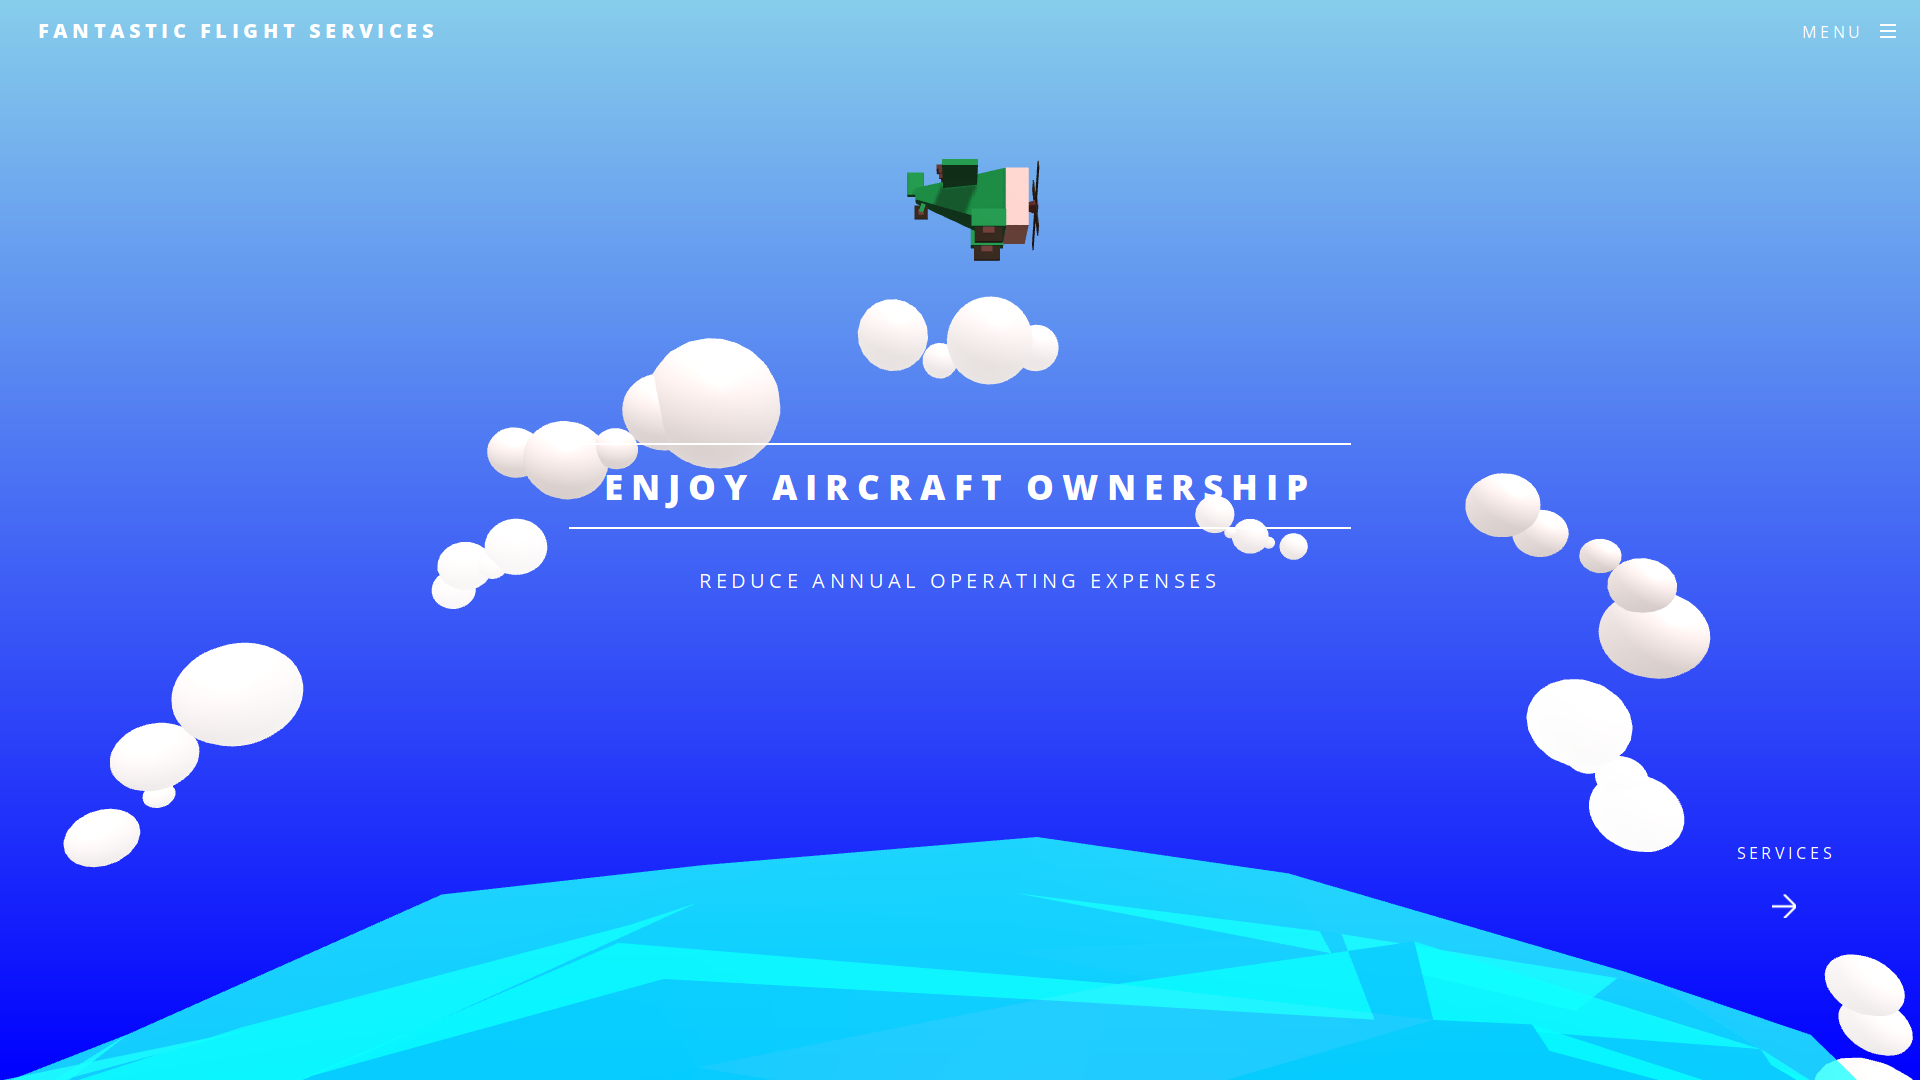 FANTASTIC FLIGHT SERVICES
MENU
ENJOY AIRCRAFT OWNERSHIP
REDUCE ANNUAL OPERATING EXPENSES
SERVICES